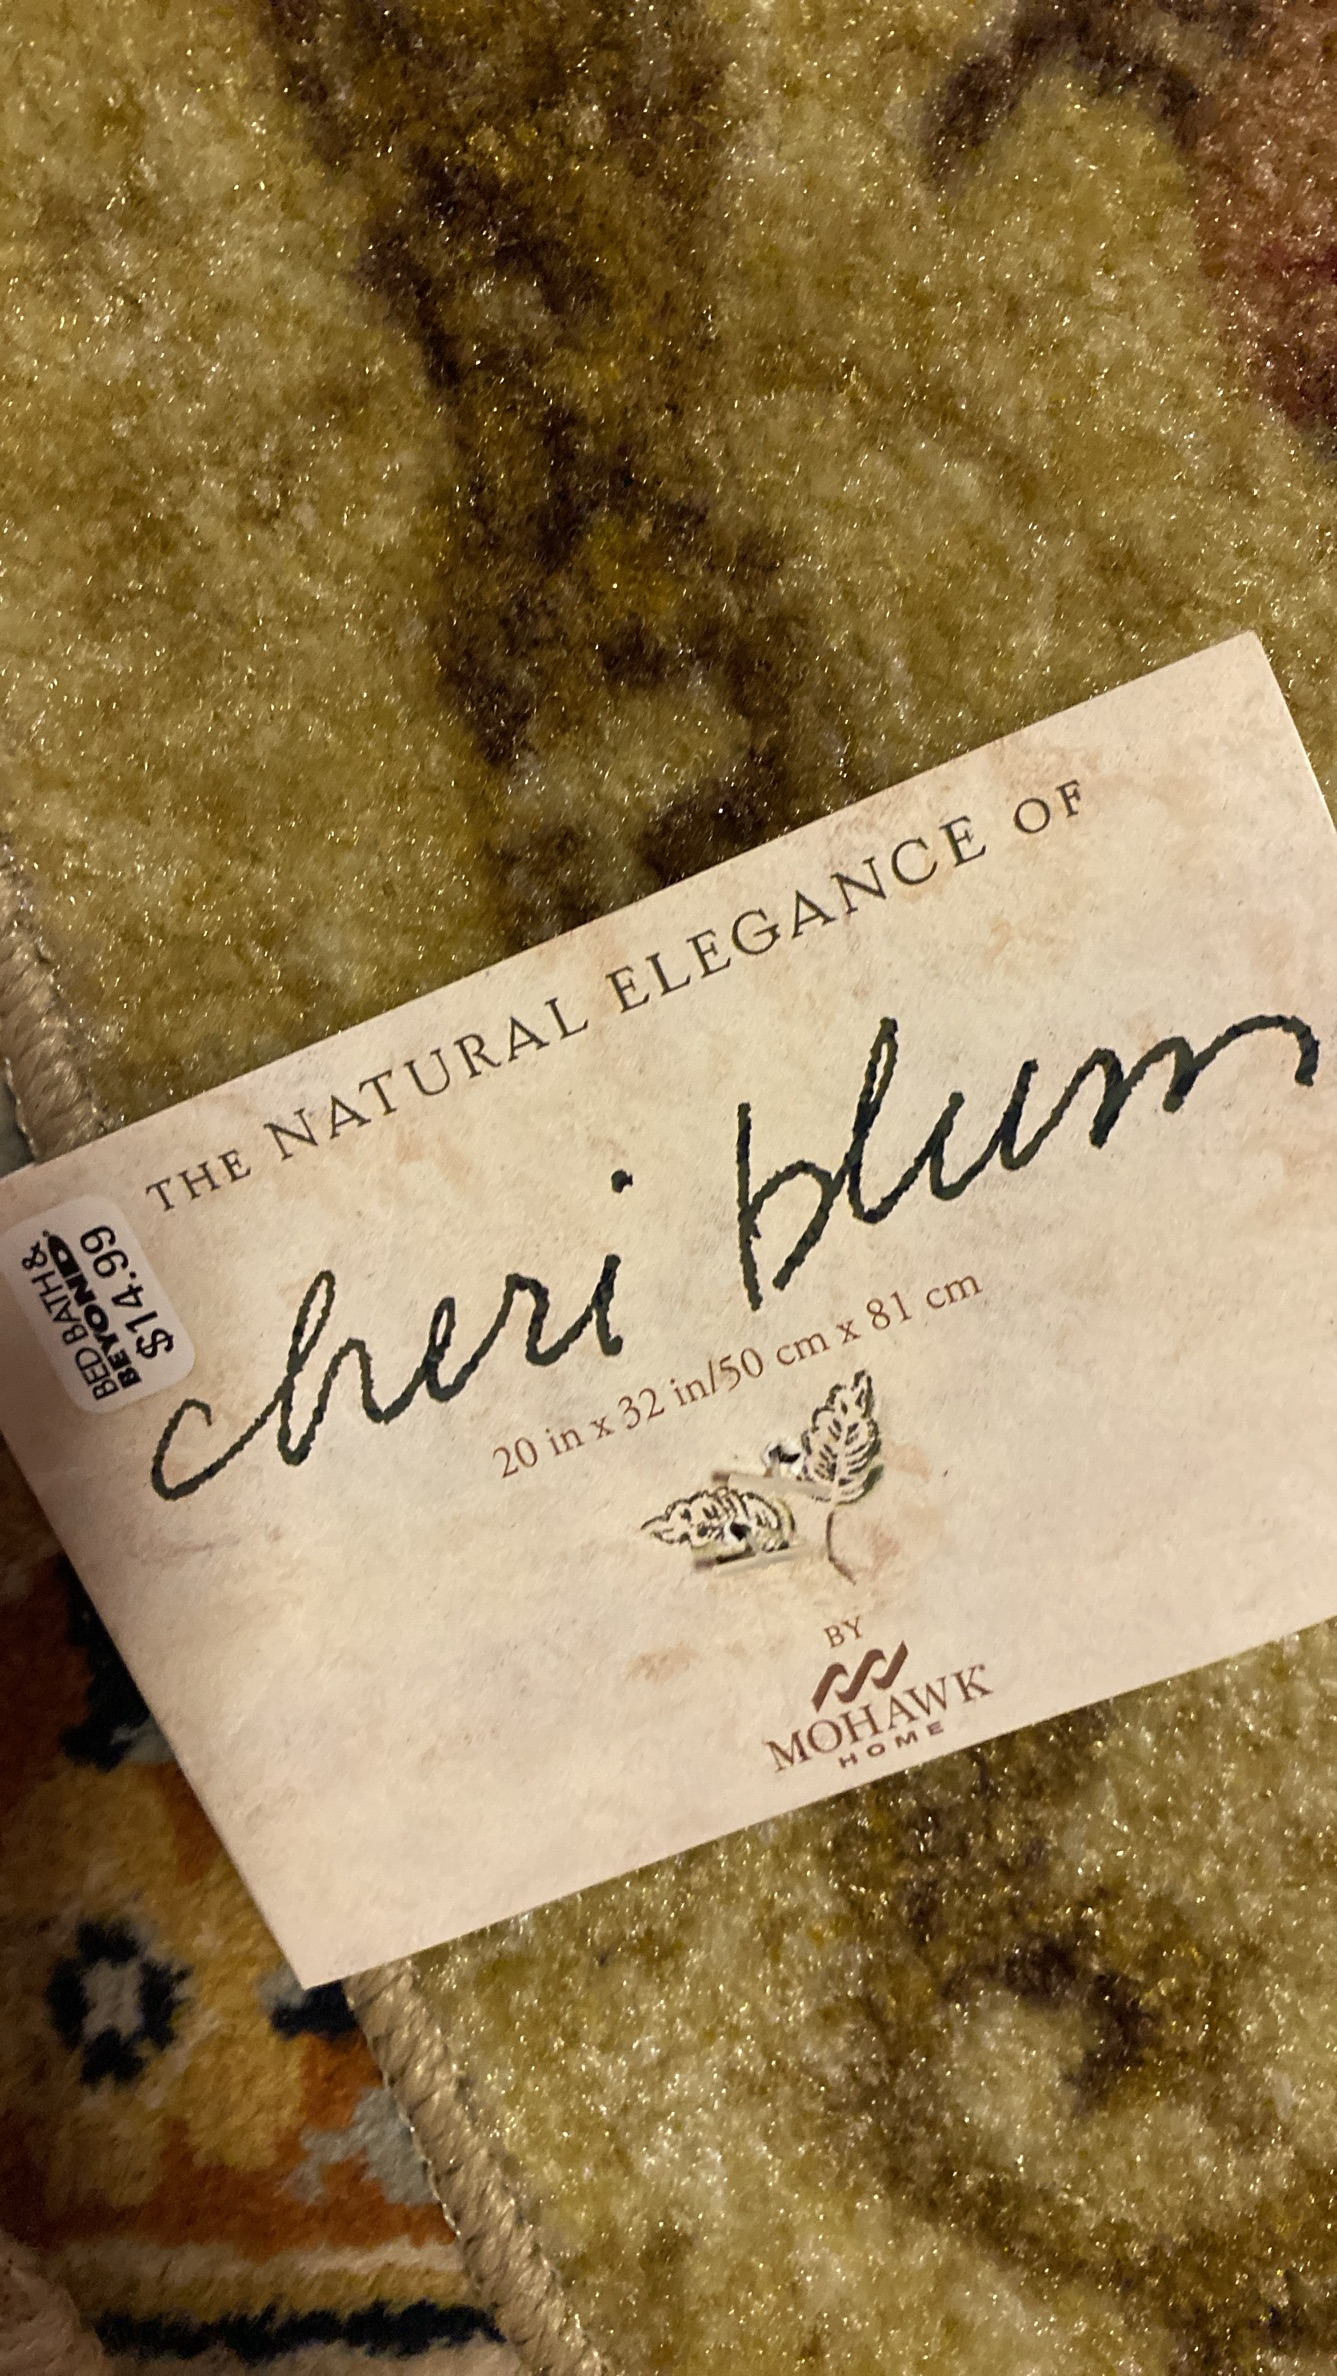 THE NATURAL ELEGANCE OF
cheri blum
20 in x 32 in/50 cm x 81 cm
BY
MOHAWK
HOME
BED BATH &
BEYOND
$14.99